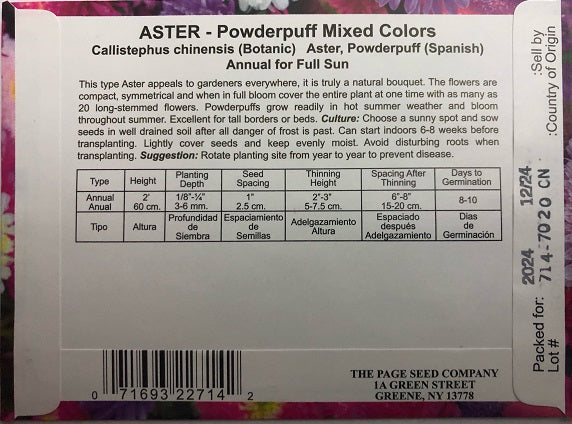 ASTER - Powderpuff Mixed Colors
Callistephus chinensis (Botanic) Aster, Powderpuff (Spanish)
Annual for Full Sun
This type Aster appeals to gardeners everywhere, it is truly a natural bouquet. The flowers are
compact, symmetrical and when in full bloom cover the entire plant at one time with as many as
20 long-stemmed flowers. Powderpuffs grow readily in hot summer weather and bloom
throughout summer. Excellent for tall borders or beds. Culture: Choose a sunny spot and sow
seeds in well drained soil after all danger of frost is past. Can start indoors 6-8 weeks before
transplanting. Lightly cover seeds and keep evenly moist. Avoid disturbing roots when
transplanting. Suggestion: Rotate planting site from year to year to prevent disease.
Type Height Planting Depth Seed Spacing Thinning Height Spacing After Thinning Days to Germination
Annual Anual 2' 60 cm. 1/8"-¼" 3-6 mm. 1" 2.5 cm. 2"-3" 5-7.5 cm. 6"-8" 15-20 cm. 8-10
Tipo Altura Profundidad de Siembra Espaciamiento de Semillas Adelgazamiento Altura Espaciado después Adelgazamiento Dias de Germinación
0 71693 22714 2
THE PAGE SEED COMPANY
1A GREEN STREET
GREENE, NY 13778
Packed for: 2024 12/24 :Sell by
Lot # 714-7020 CN :Country of Origin